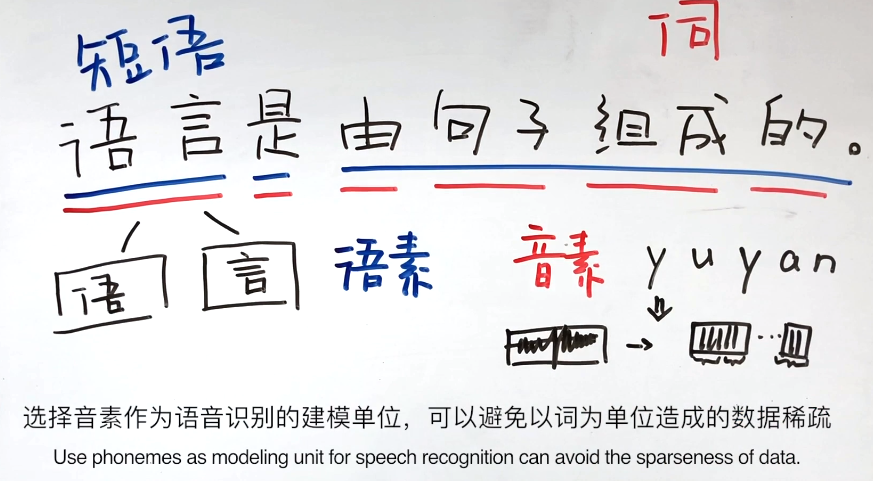 短语 词
语言是 由句子组成的。
语 言 语素 音素 y u y a n
选择音素作为语音识别的建模单位，可以避免以词为单位造成的数据稀疏
Use phonemes as modeling unit for speech recognition can avoid the sparseness of data.